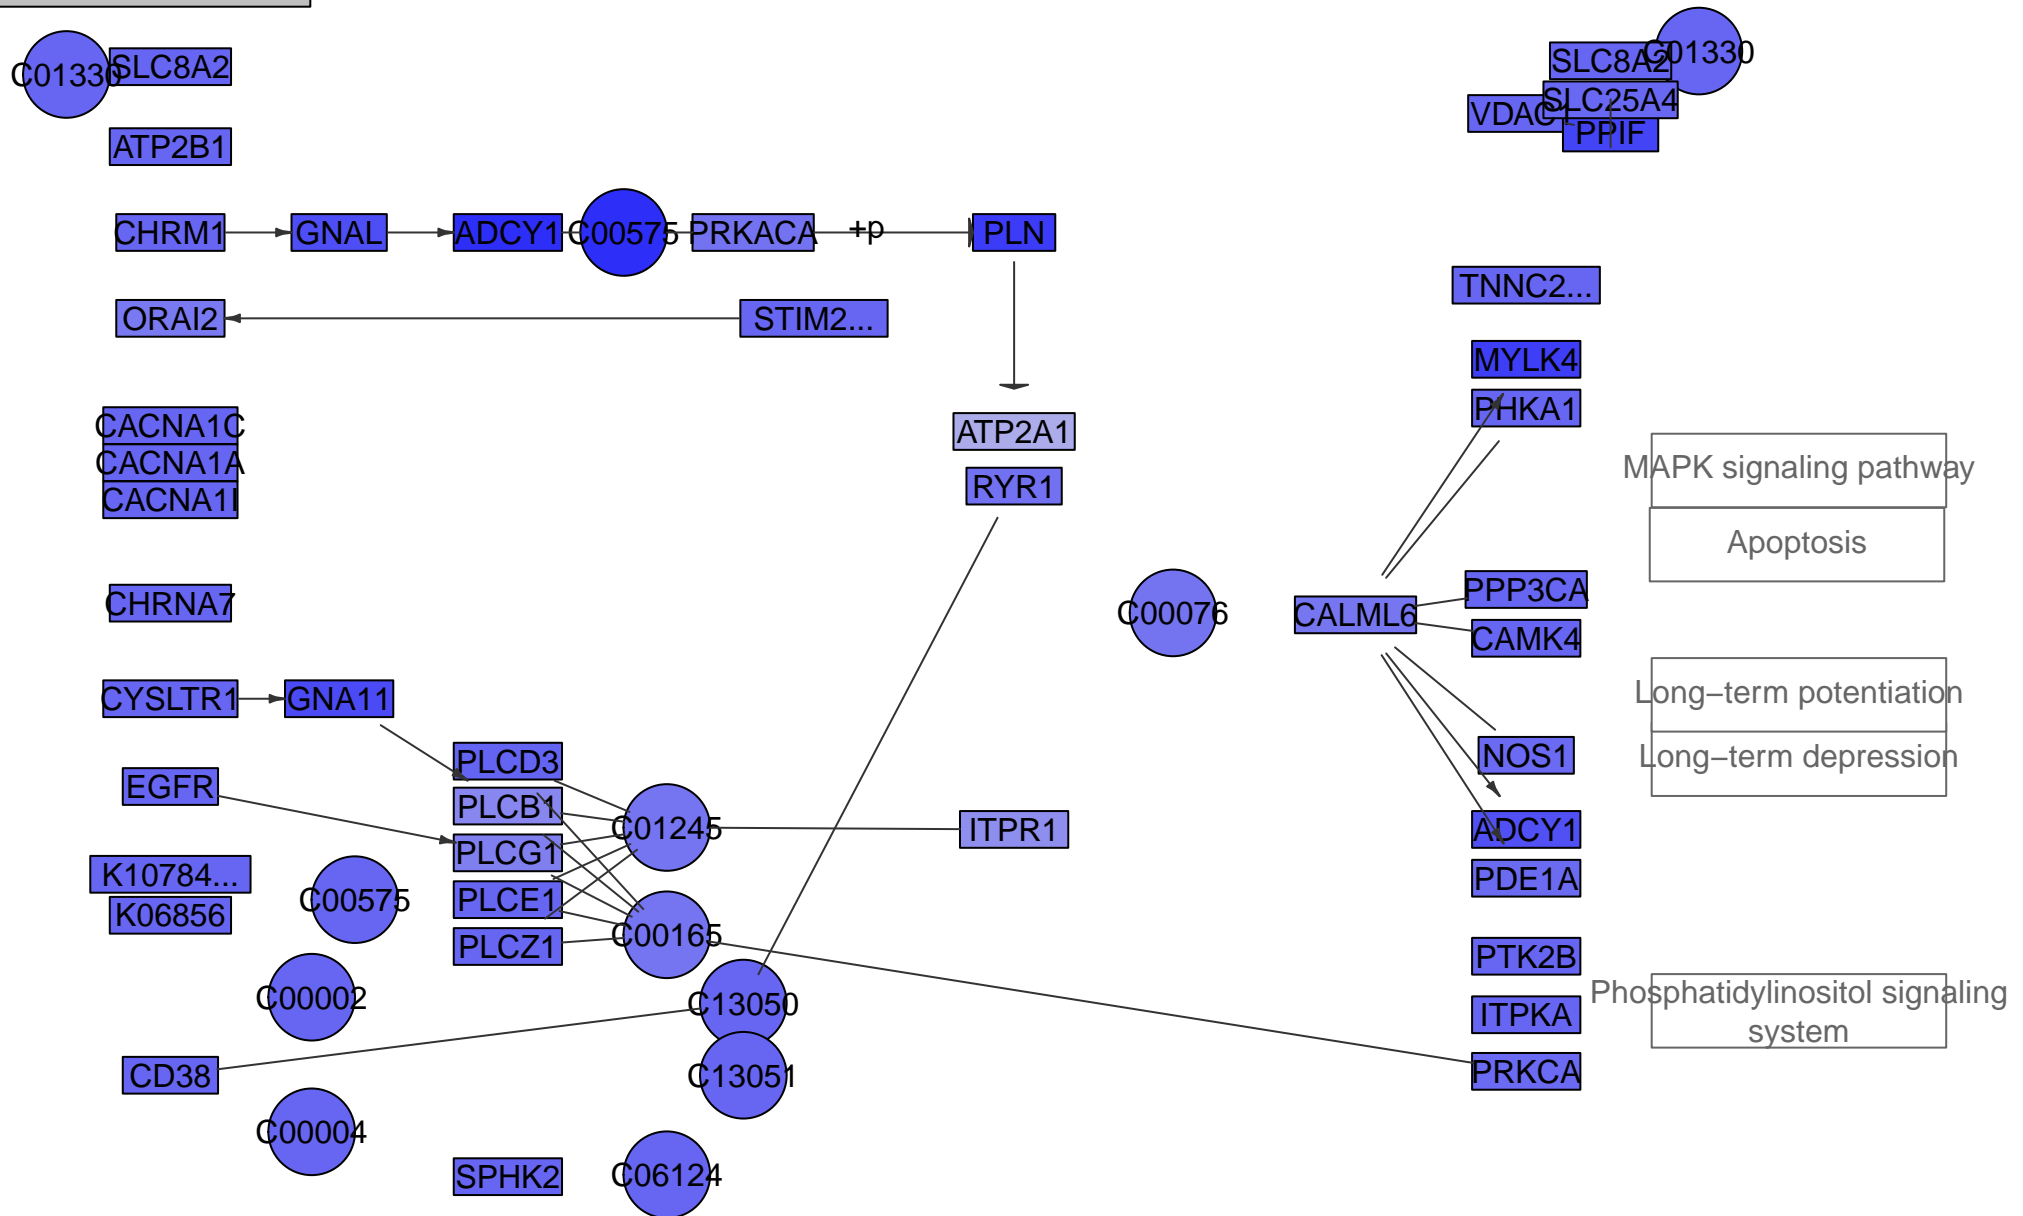 C01330
SLC8A2
SLC8A2
C01330
SLC25A4
VDAC1
PPIF
ATP2B1
CHRM1
GNAL
ADCY1
C00575
PRKACA
+p
PLN
TNNC2...
ORAI2
STIM2...
MYLK4
PHKA1
CACNA1C
CACNA1A
CACNA1I
ATP2A1
RYR1
MAPK signaling pathway
Apoptosis
CHRNA7
C00076
CALML6
PPP3CA
CAMK4
CYSLTR1
GNA11
Long−term potentiation
Long−term depression
NOS1
PLCD3
EGFR
PLCB1
PLCG1
C01245
ITPR1
ADCY1
PDE1A
K10784...
K06856
C00575
PLCE1
PLCZ1
C00165
PTK2B
C00002
C13050
ITPKA
Phosphatidylinositol signaling
system
CD38
C13051
PRKCA
C00004
SPHK2
C06124